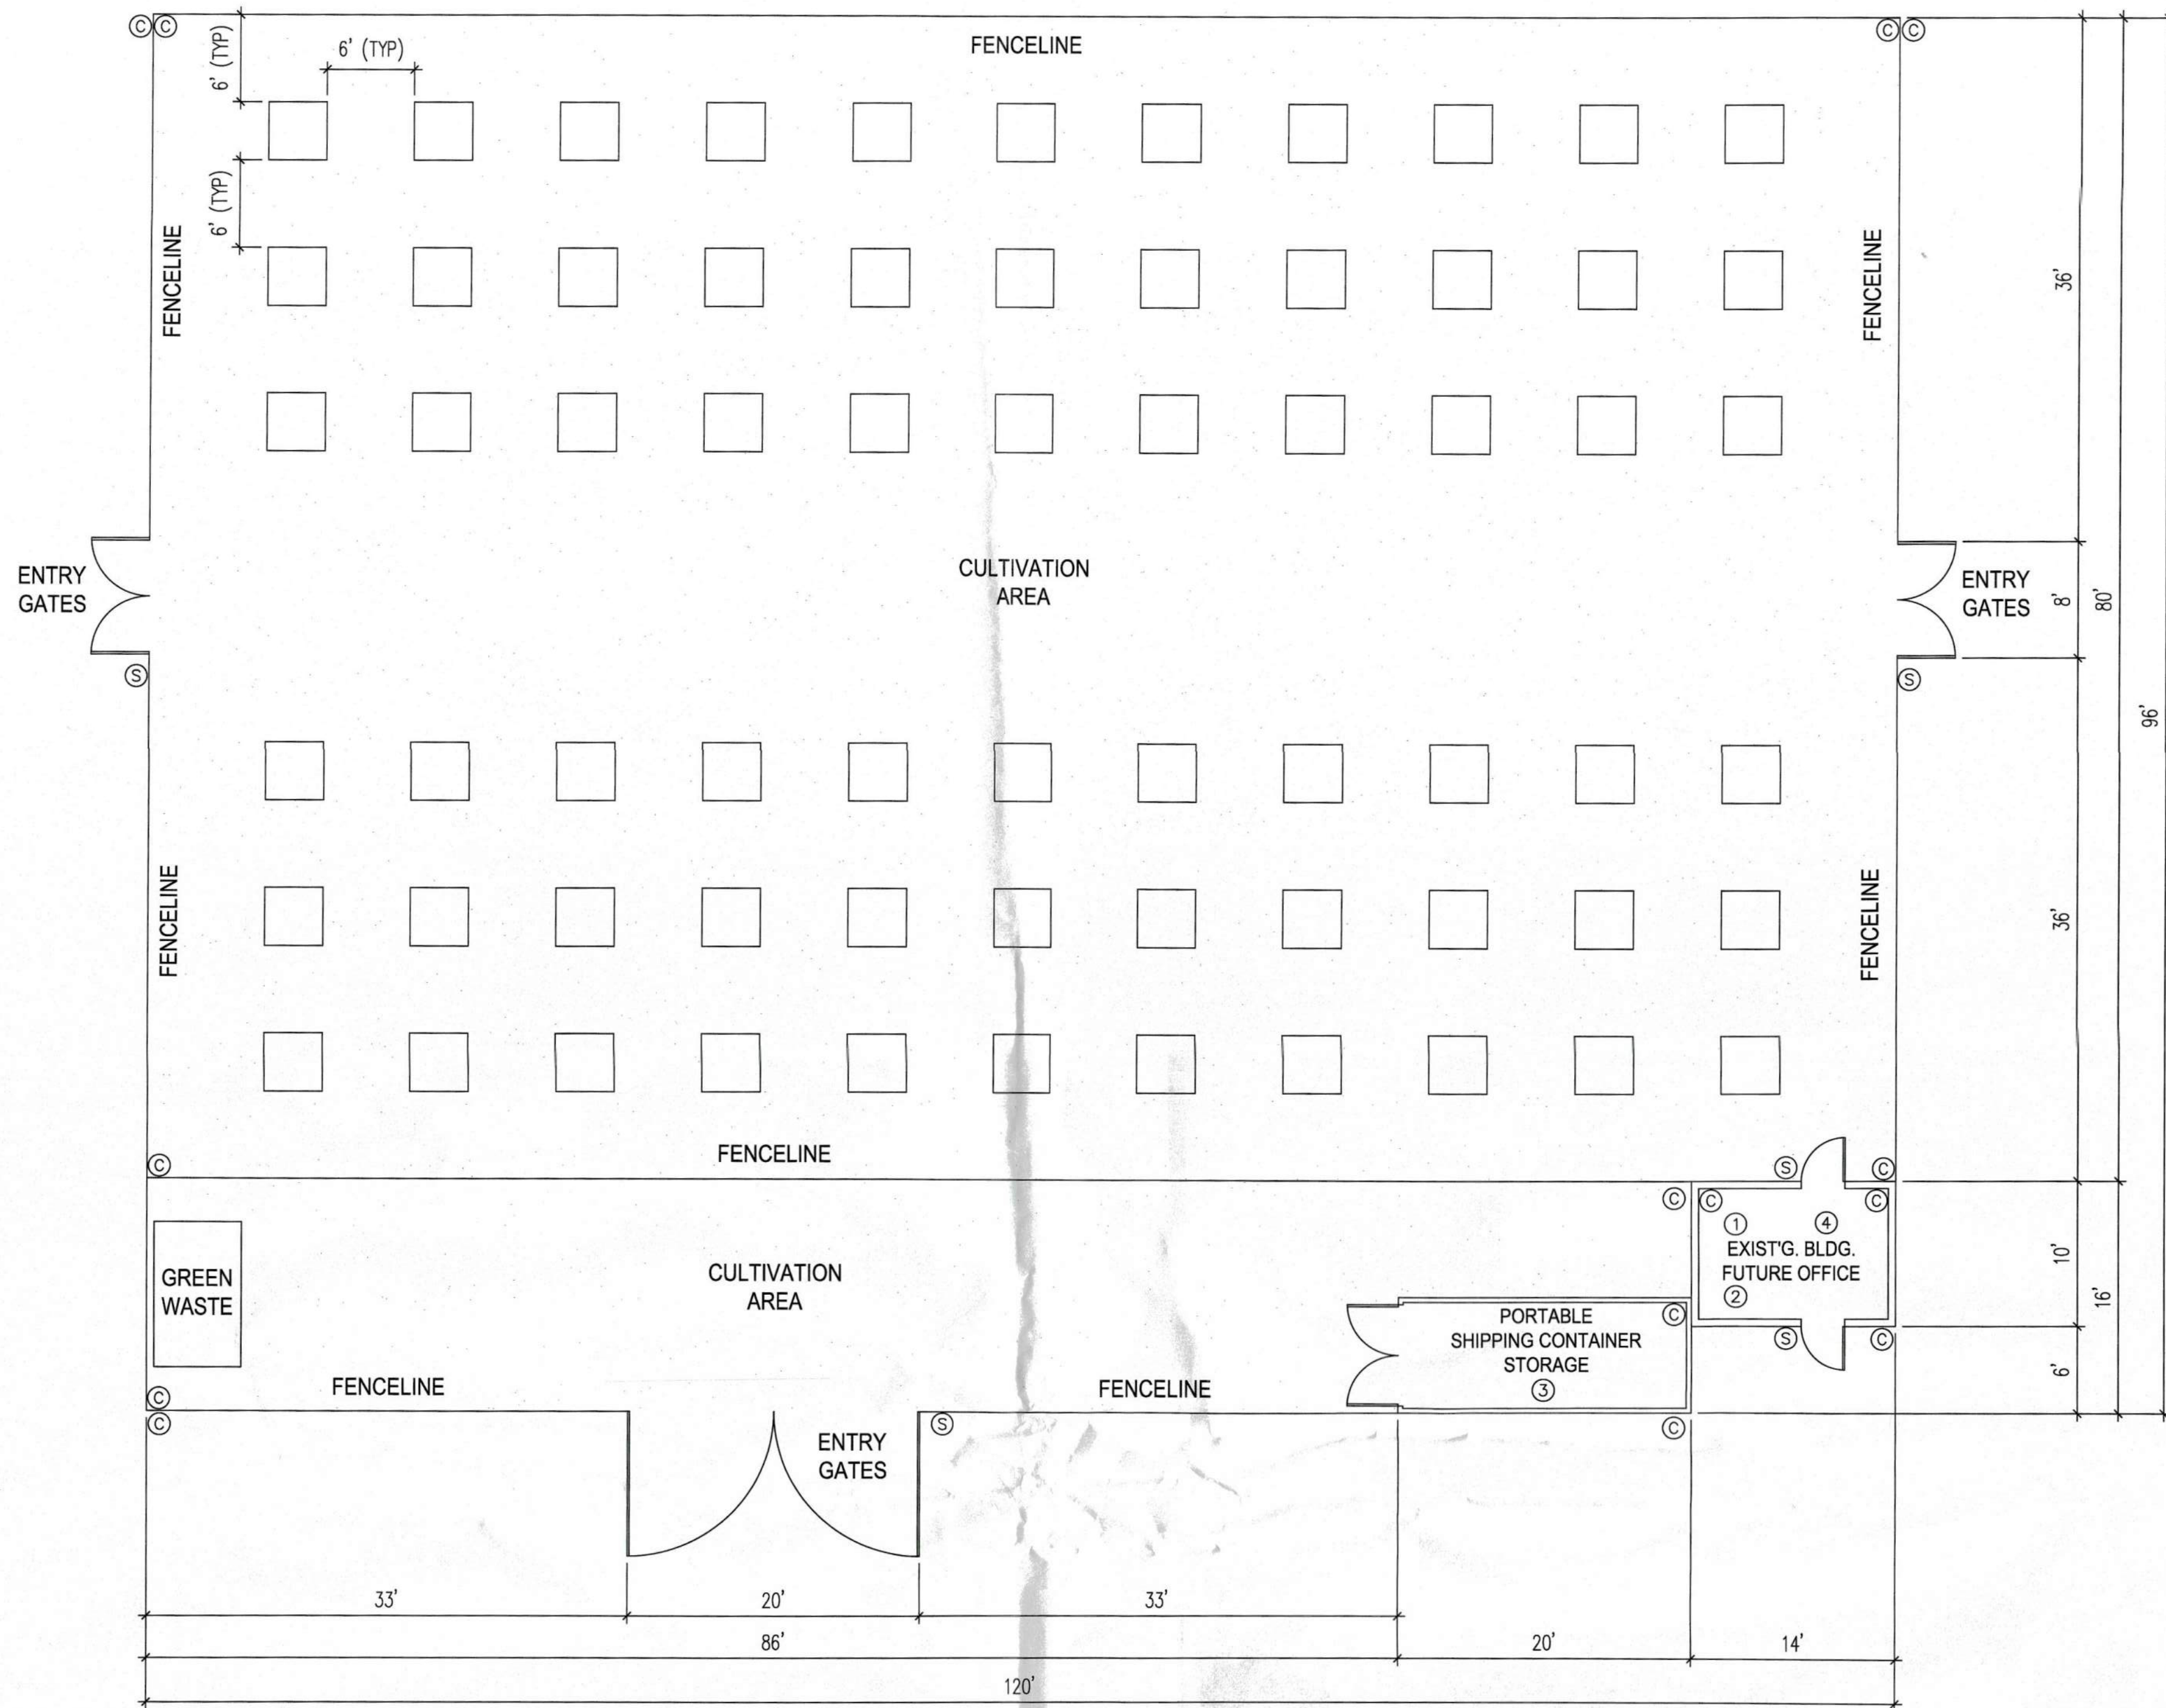 Ⓒ Ⓒ
Ⓒ Ⓒ
6' (TYP)
6' (TYP)
FENCELINE
6' (TYP)
FENCELINE
FENCELINE
36'
ENTRY
GATES
CULTIVATION
AREA
ENTRY
GATES
8'
80'
Ⓢ
Ⓢ
96'
FENCELINE
FENCELINE
36'
FENCELINE
Ⓒ
Ⓢ
Ⓒ
Ⓒ
Ⓒ
Ⓒ
① ④
EXIST'G. BLDG.
FUTURE OFFICE
②
10'
GREEN
WASTE
CULTIVATION
AREA
16'
PORTABLE
SHIPPING CONTAINER
STORAGE
③
Ⓒ
Ⓢ
Ⓒ
6'
FENCELINE
FENCELINE
Ⓒ
Ⓒ
Ⓢ
Ⓒ
ENTRY
GATES
33'
20'
33'
86'
20'
14'
120'